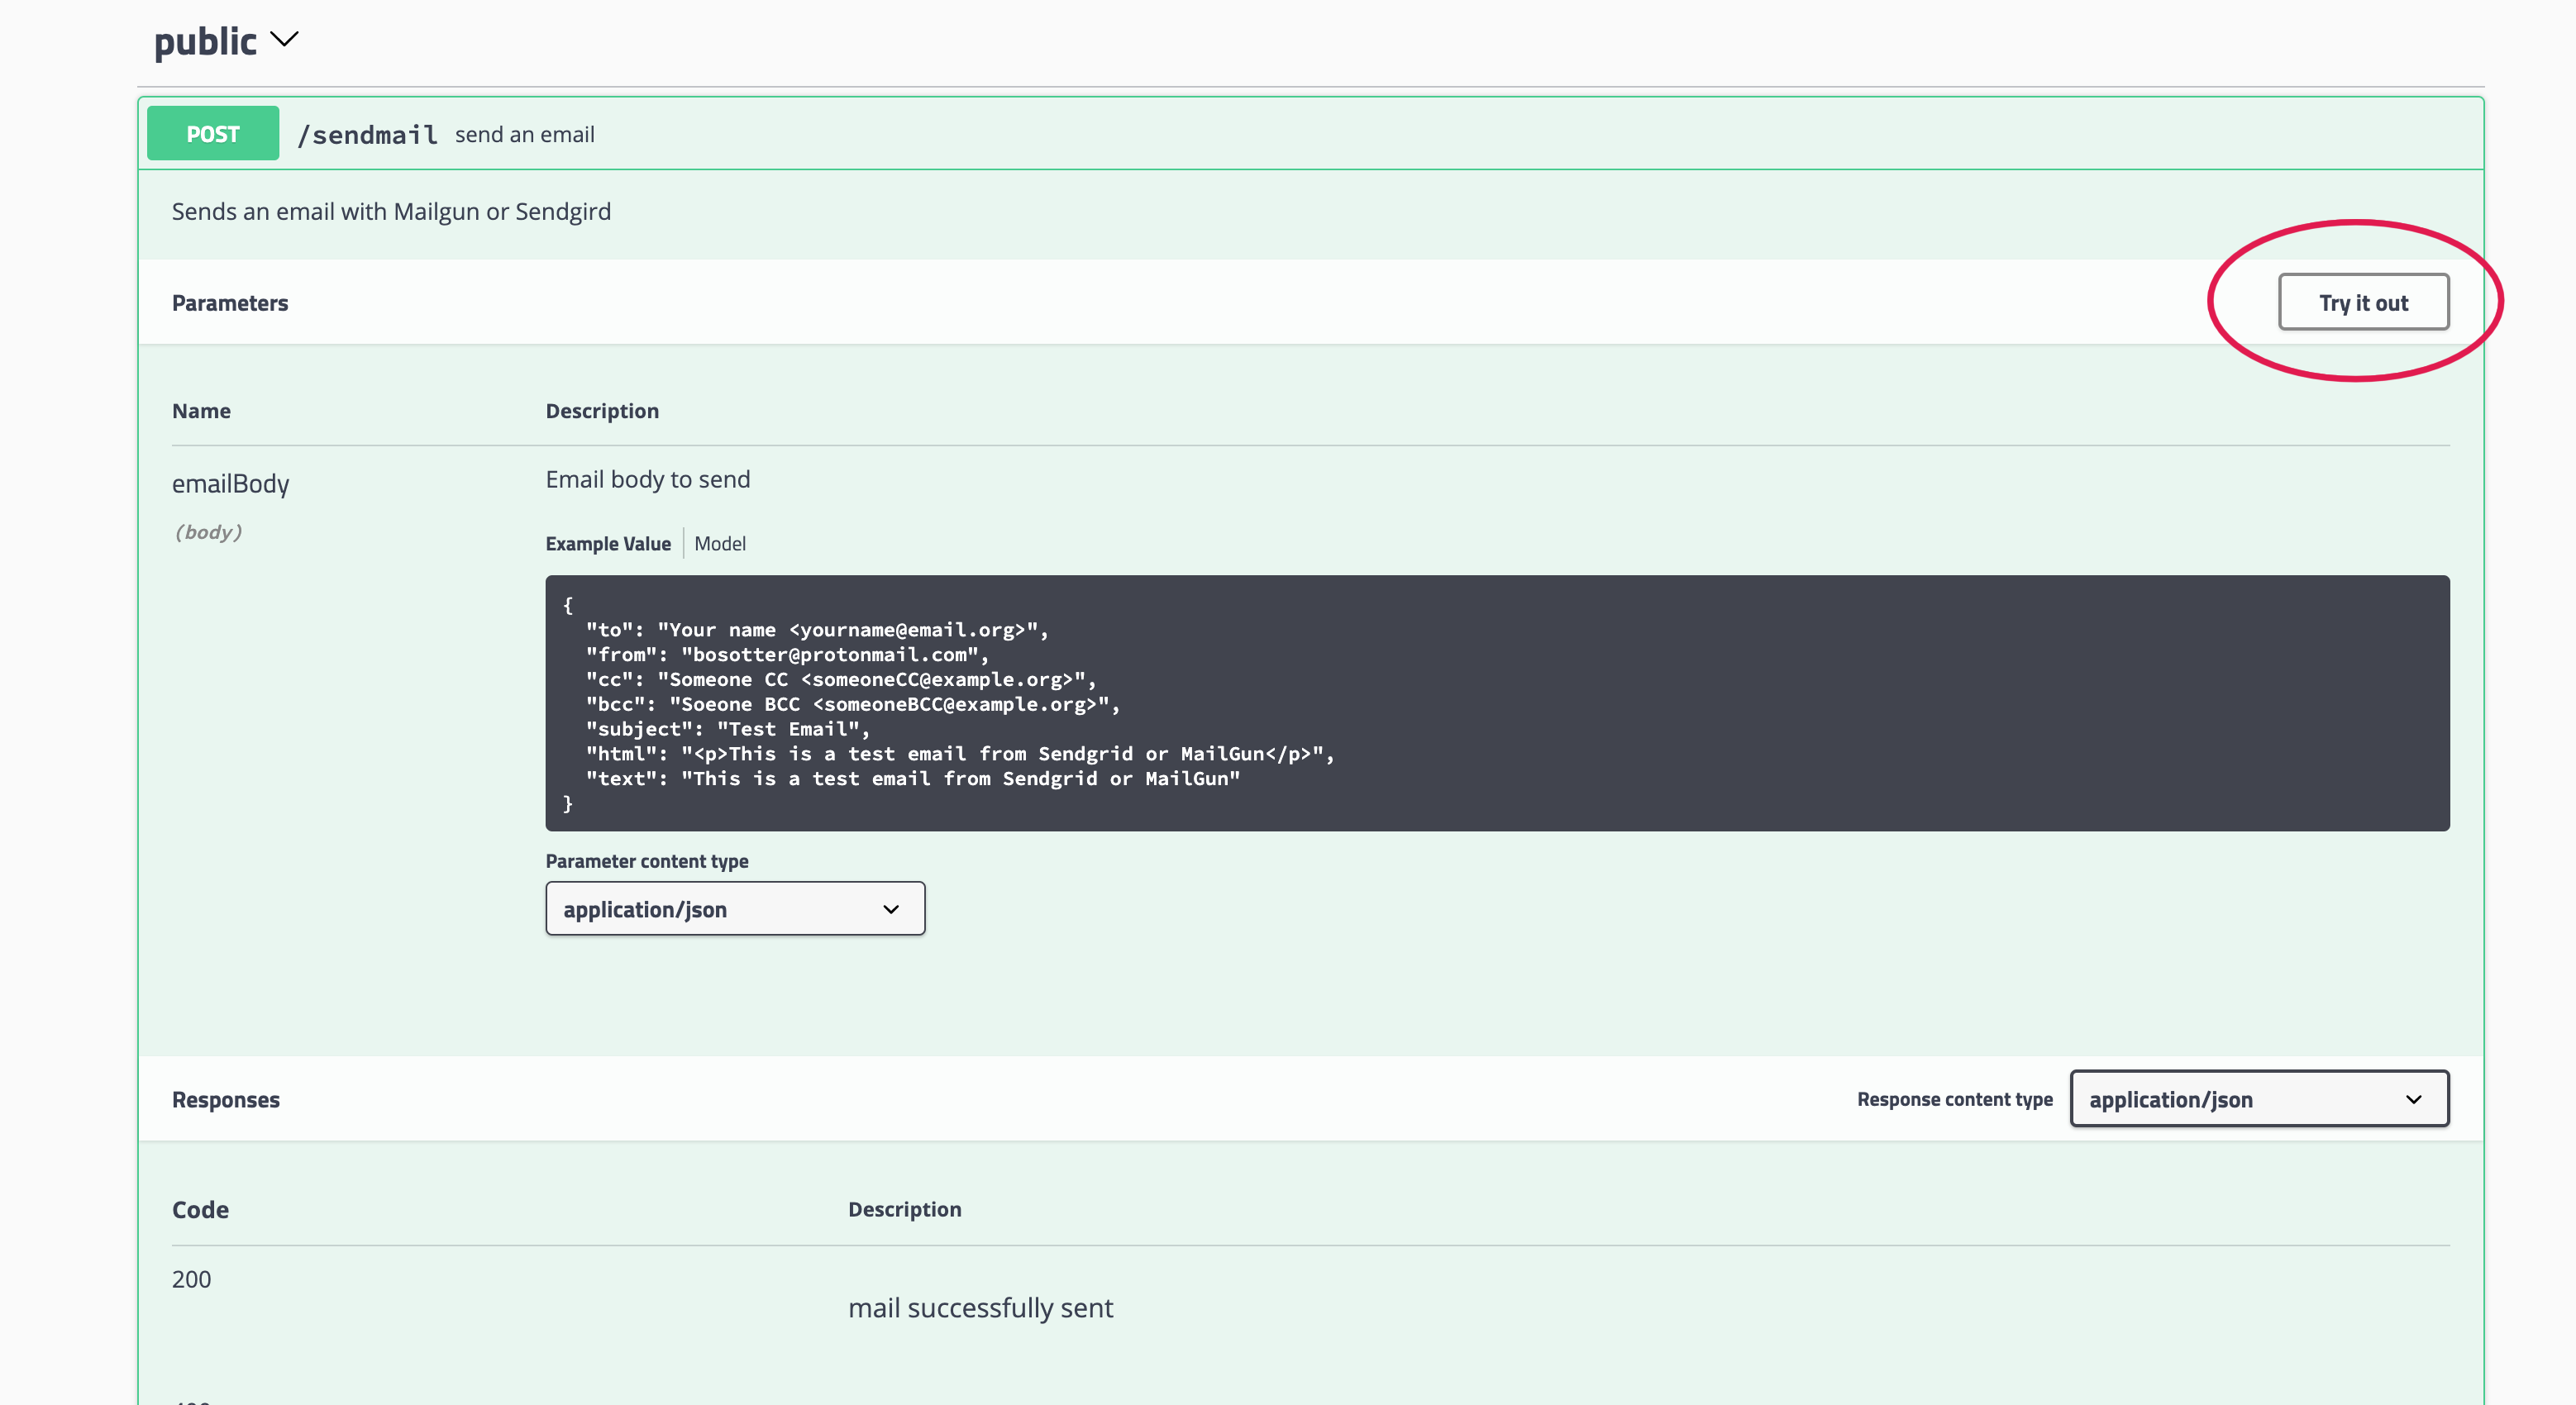 public
POST /sendmail send an email
Sends an email with Mailgun or Sendgird
Parameters
Try it out
Name Description
emailBody Email body to send
(body)
Example Value Model
{
"to": "Your name <yourname@email.org>",
"from": "bosotter@protonmail.com",
"cc": "Someone CC <someoneCC@example.org>",
"bcc": "Soeone BCC <someoneBCC@example.org>",
"subject": "Test Email",
"html": "<p>This is a test email from Sendgrid or MailGun</p>",
"text": "This is a test email from Sendgrid or MailGun"
}
Parameter content type
application/json
Responses Response content type application/json
Code Description
200
mail successfully sent